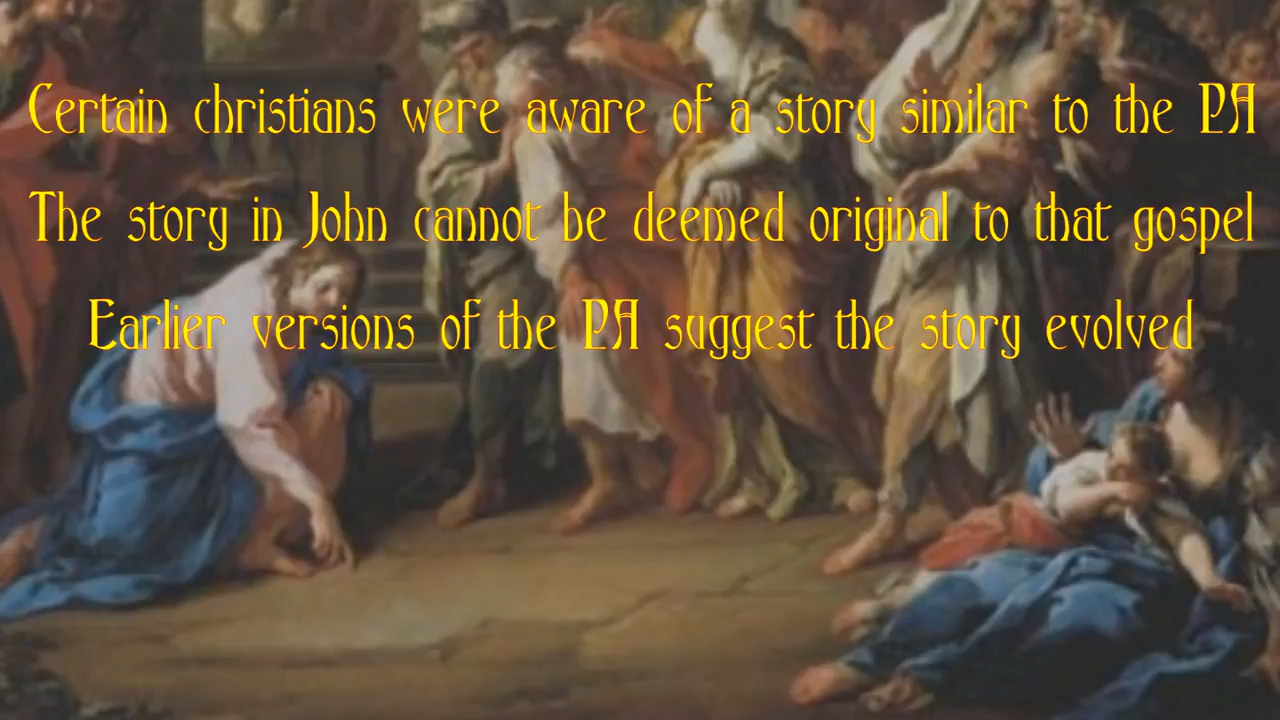 Certain christians were aware of a story similar to the PA
The story in John cannot be deemed original to that gospel
Earlier versions of the PA suggest the story evolved